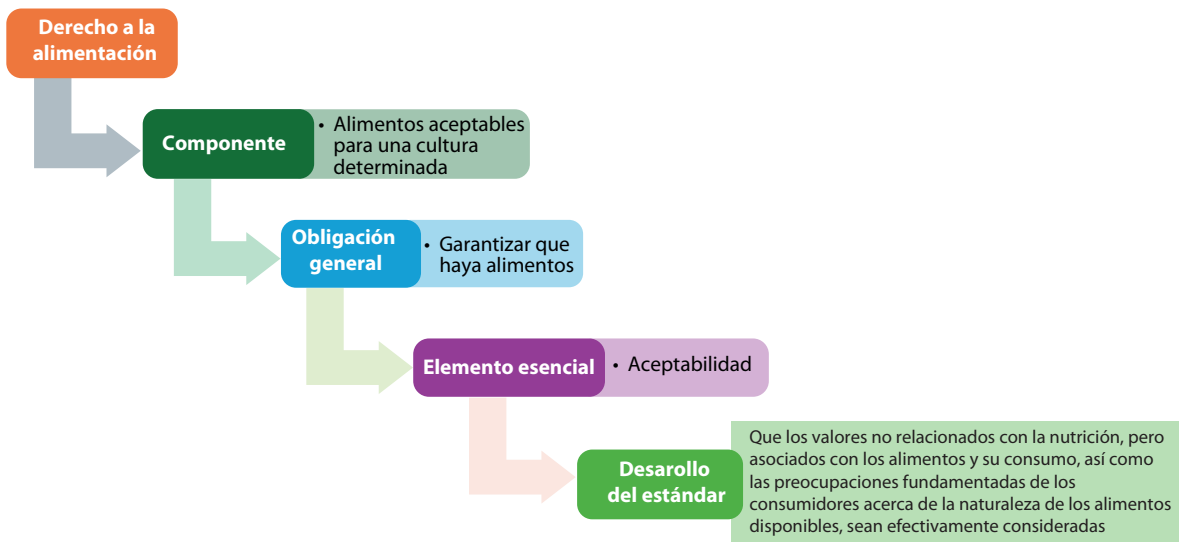 Derecho a la
alimentación
Componente
• Alimentos aceptables
para una cultura
determinada
Obligación
general
• Garantizar que
haya alimentos
Elemento esencial
• Aceptabilidad
Desarollo
del estándar
Que los valores no relacionados con la nutrición, pero
asociados con los alimentos y su consumo, así como
las preocupaciones fundamentadas de los
consumidores acerca de la naturaleza de los alimentos
disponibles, sean efectivamente consideradas